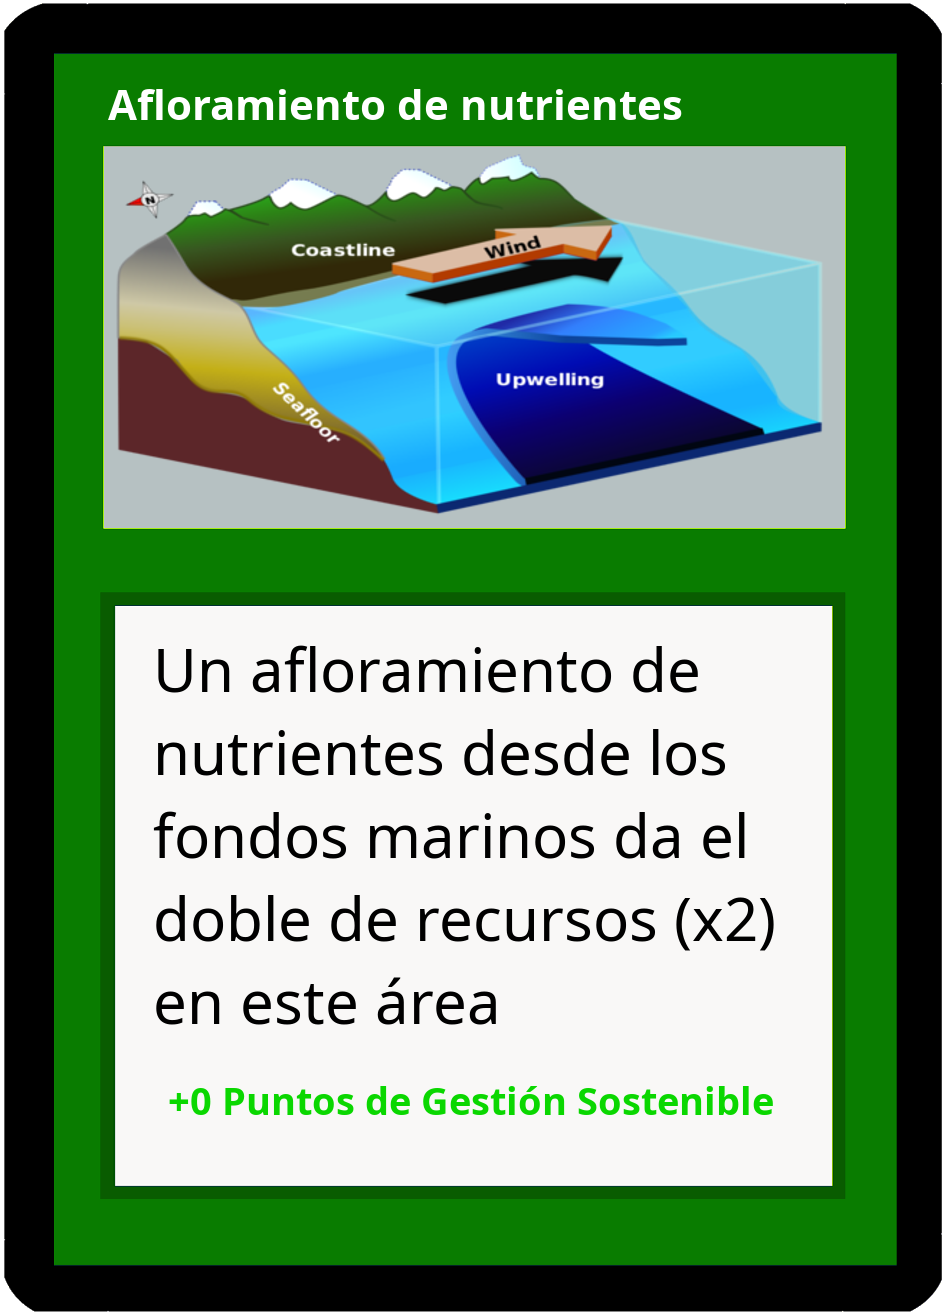 Afloramiento de nutrientes
N
Coastline
Wind
Upwelling
Seafloor
Un afloramiento de
nutrientes desde los
fondos marinos da el
doble de recursos (x2)
en este área
+0 Puntos de Gestión Sostenible